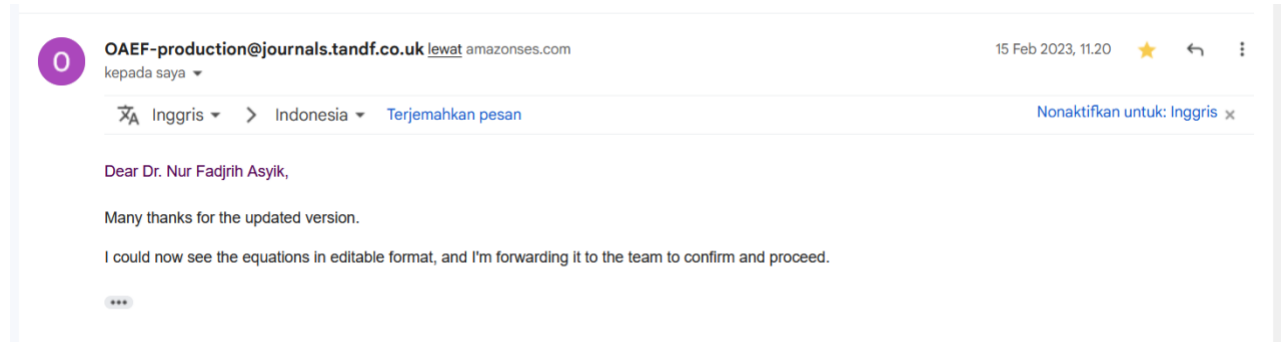 O
OAEF-production@journals.tandf.co.uk lewat amazonses.com 15 Feb 2023, 11.20
kepada saya
Inggris > Indonesia Terjemahkan pesan Nonaktifkan untuk: Inggris x
Dear Dr. Nur Fadjrih Asyik,
Many thanks for the updated version.
I could now see the equations in editable format, and I'm forwarding it to the team to confirm and proceed.
•••